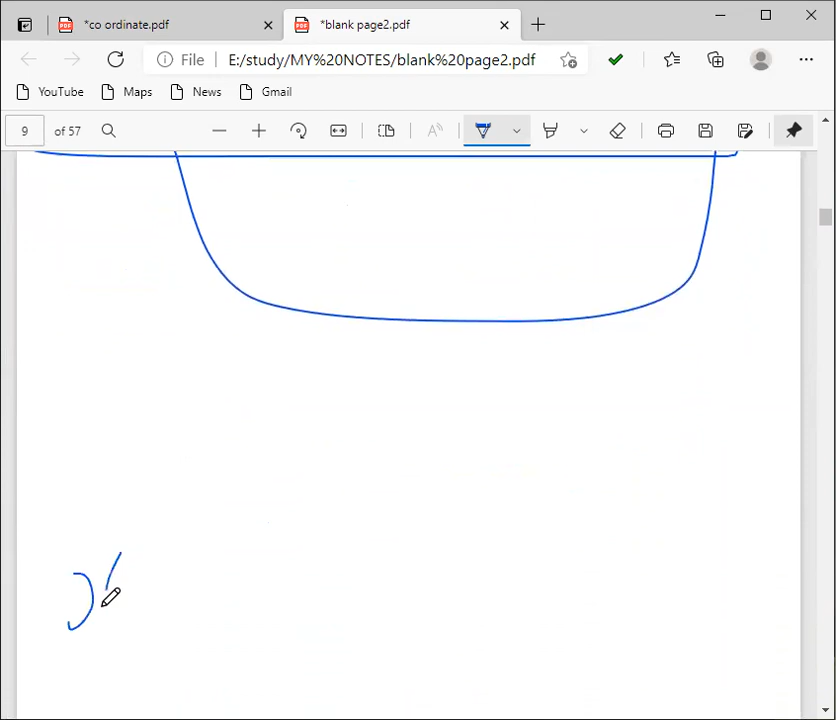 *co ordinate.pdf
*blank page2.pdf
File E:/study/MY%20NOTES/blank%20page2.pdf
YouTube Maps News Gmail
9 of 57